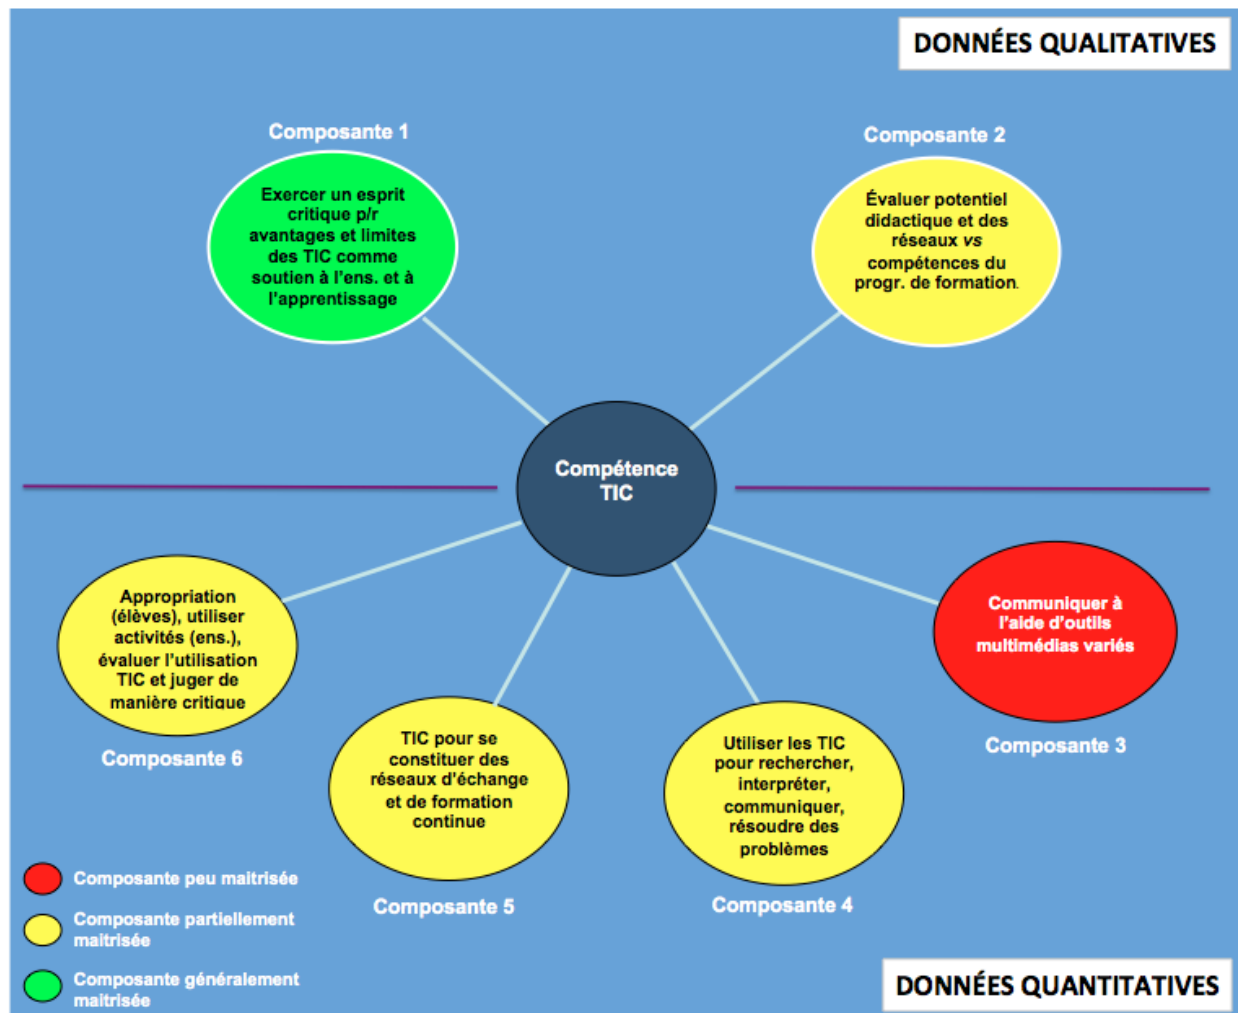 DONNÉES QUALITATIVES
Composante 1
Exercer un esprit
critique p/r
avantages et limites
des TIC comme
soutien à l'ens. et à
l'apprentissage
Composante 2
Évaluer potentiel
didactique et des
réseaux vs
compétences du
progr. de formation.
Compétence
TIC
Appropriation
(élèves), utiliser
activités (ens.),
évaluer l'utilisation
TIC et juger de
manière critique
Composante 6
TIC pour se
constituer des
réseaux d'échange
et de formation
continue
Composante 5
Utiliser les TIC
pour rechercher,
interpréter,
communiquer,
résoudre des
problèmes
Composante 4
Communiquer à
l'aide d'outils
multimédias variés
Composante 3
Composante peu maitrisée
Composante partiellement
maitrisée
Composante généralement
maitrisée
DONNÉES QUANTITATIVES